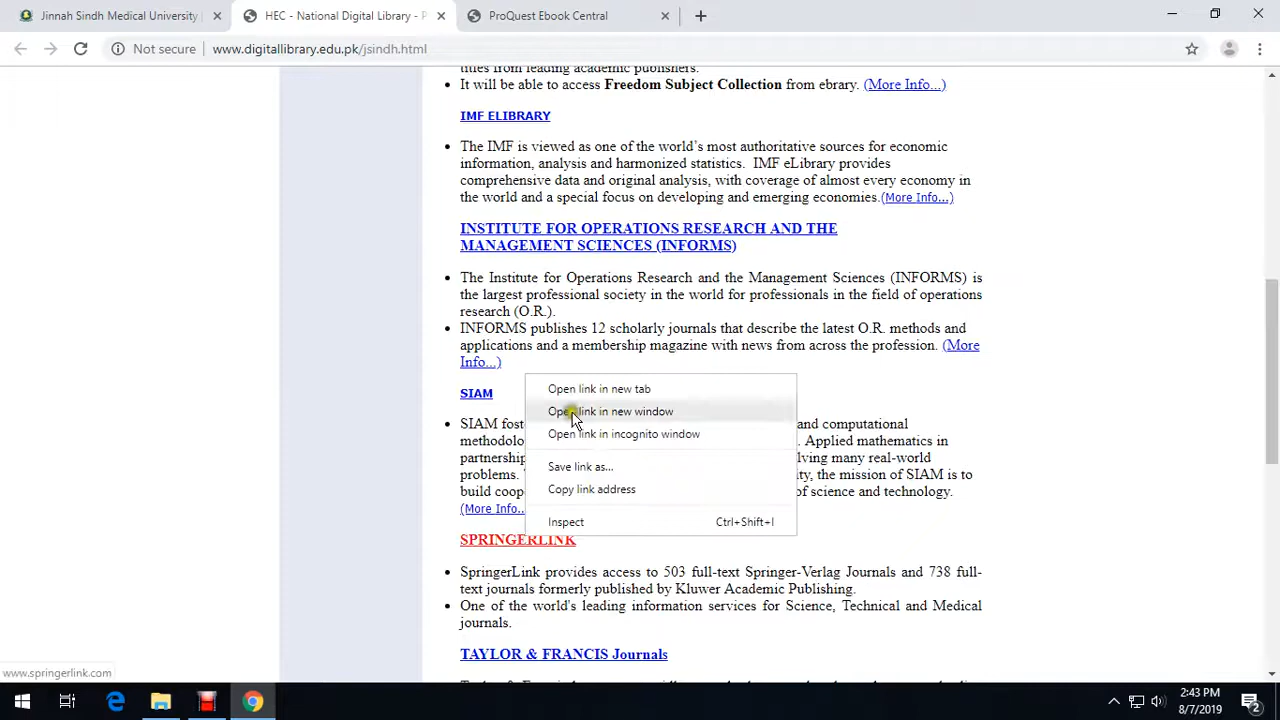 Jinnah Sindh Medical University
HEC - National Digital Library - P
ProQuest Ebook Central
Not secure
www.digitallibrary.edu.pk/jsindh.html
titles from leading academic publishers.
It will be able to access Freedom Subject Collection from ebrary. (More Info...)
IMF ELIBRARY
The IMF is viewed as one of the world's most authoritative sources for economic
information, analysis and harmonized statistics. IMF eLibrary provides
comprehensive data and original analysis, with coverage of almost every economy in
the world and a special focus on developing and emerging economies.(More Info...)
INSTITUTE FOR OPERATIONS RESEARCH AND THE
MANAGEMENT SCIENCES (INFORMS)
The Institute for Operations Research and the Management Sciences (INFORMS) is
the largest professional society in the world for professionals in the field of operations
research (O.R.).
INFORMS publishes 12 scholarly journals that describe the latest O.R. methods and
applications and a membership magazine with news from across the profession. (More
Info...)
SIAM
SIAM fost and computational
methodolo . Applied mathematics in
partnership olving many real-world
problems. ity, the mission of SIAM is to
build coop of science and technology.
(More Info..
Open link in new tab
Open link in new window
Open link in incognito window
Save link as...
Copy link address
Inspect Ctrl+Shift+I
SPRINGERLINK
SpringerLink provides access to 503 full-text Springer-Verlag Journals and 738 full-
text journals formerly published by Kluwer Academic Publishing.
One of the world's leading information services for Science, Technical and Medical
journals.
TAYLOR & FRANCIS Journals
www.springerlink.com
2:43 PM
8/7/2019
2